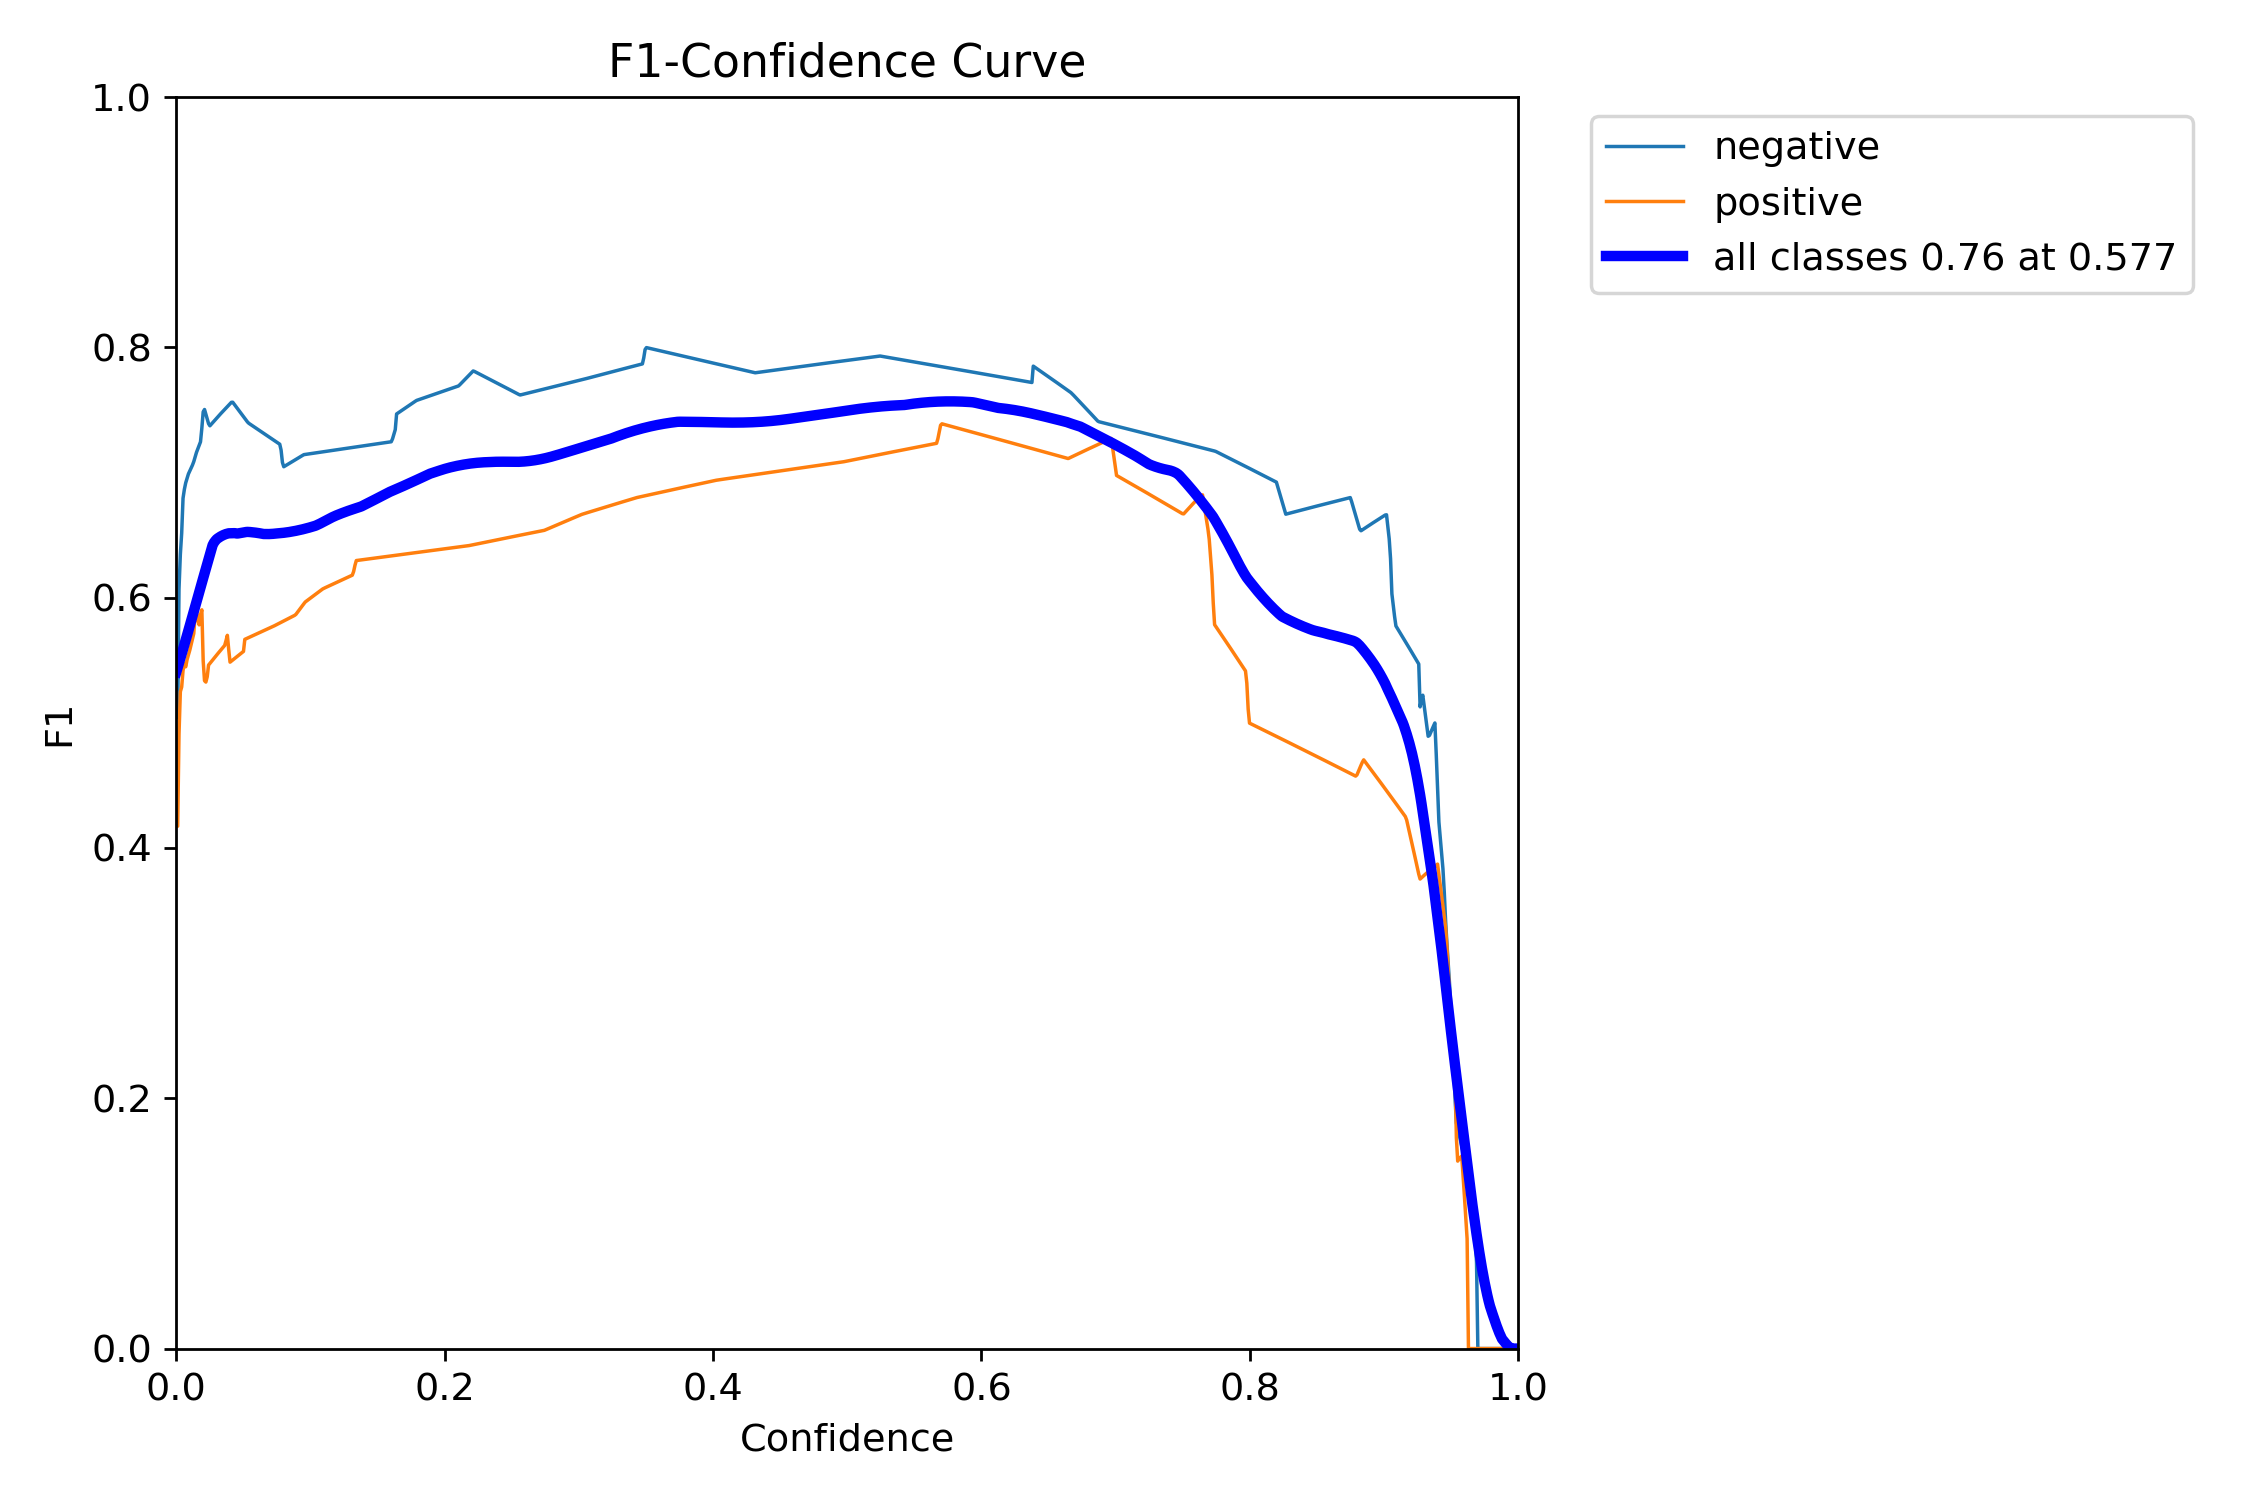 F1-Confidence Curve
1.0
0.8
0.6
0.4
0.2
0.0
F1
0.0 0.2 0.4 0.6 0.8 1.0
Confidence
negative
positive
all classes 0.76 at 0.577